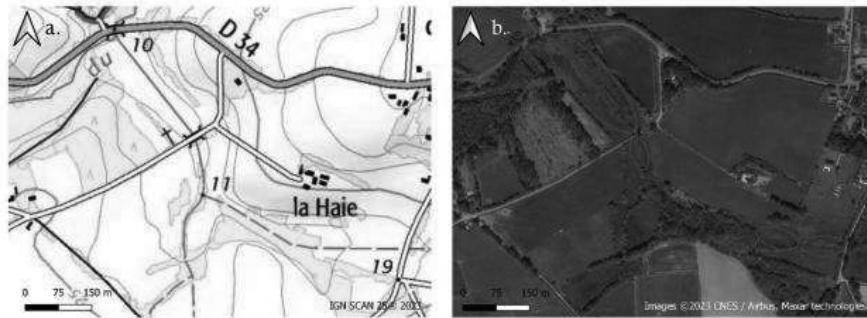 a.
10
D 34
du
11
la Haie
19
0 75 150 m
IGN SCAN 25® 2023
b.
0 75 150 m
Images ©2023 CNES / Airbus, Maxar technologies